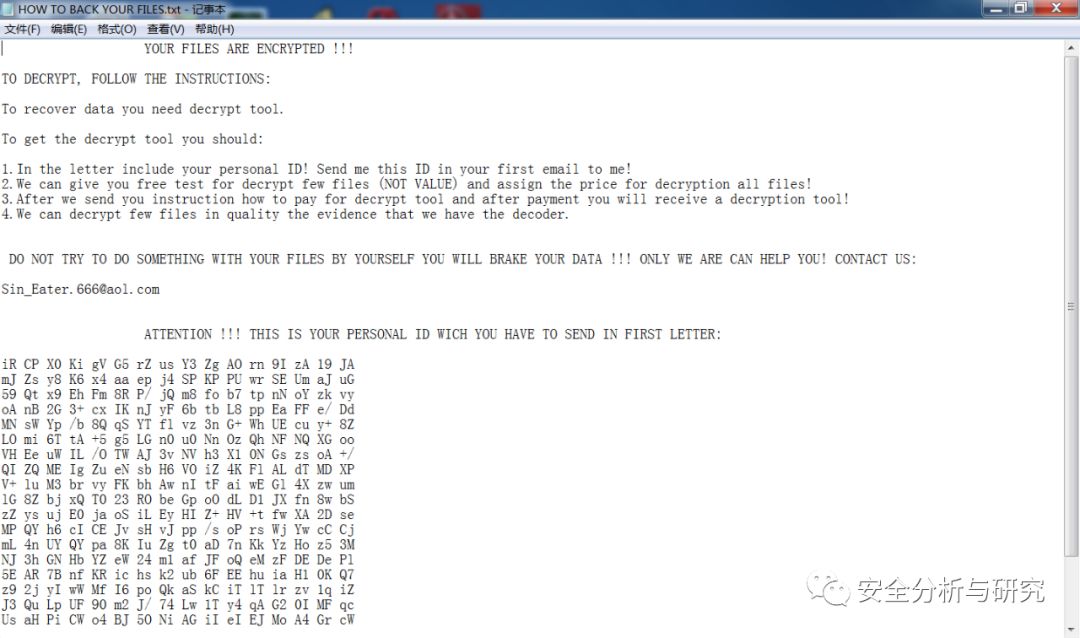 HOW TO BACK YOUR FILES.txt - 记事本
文件(F) 编辑(E) 格式(O) 查看(V) 帮助(H)
YOUR FILES ARE ENCRYPTED !!!
TO DECRYPT, FOLLOW THE INSTRUCTIONS:
To recover data you need decrypt tool.
To get the decrypt tool you should:
1.In the letter include your personal ID! Send me this ID in your first email to me!
2.We can give you free test for decrypt few files (NOT VALUE) and assign the price for decryption all files!
3.After we send you instruction how to pay for decrypt tool and after payment you will receive a decryption tool!
4.We can decrypt few files in quality the evidence that we have the decoder.
DO NOT TRY TO DO SOMETHING WITH YOUR FILES BY YOURSELF YOU WILL BRAKE YOUR DATA !!! ONLY WE ARE CAN HELP YOU! CONTACT US:
Sin_Eater.666@aol.com
ATTENTION !!! THIS IS YOUR PERSONAL ID WICH YOU HAVE TO SEND IN FIRST LETTER:
iR CP X0 Ki gV G5 rZ us Y3 Zg AO rn 9I zA 19 JA
mJ Zs y8 K6 x4 aa ep j4 SP KP PU wr SE Um aJ uG
59 Qt x9 Eh Fm 8R P/ jQ m8 fo b7 tp nN oY zk vy
oA nB 2G 3+ cx IK nJ yF 6b tb L8 pp Ea FF e/ Dd
MN sW Yp /b 8Q qS YT fl vz 3n G+ Wh UE cu y+ 8Z
LO mi 6T tA +5 g5 LG n0 u0 Nn Oz Qh NF NQ XG oo
VH Ee uW IL /O TW AJ 3v NV h3 X1 ON Gs zs oA +/
QI ZQ ME Ig Zu eN sb H6 VO iZ 4K Fl AL dT MD XP
V+ lu M3 br vy FK bh Aw nI tF ai wE Gl 4X zw um
lG 8Z bj xQ T0 23 RO be Gp oO dL D1 JX fn 8w bS
zZ ys uj E0 ja oS iL Ey HI Z+ HV +t fw XA 2D se
MP QY h6 cI CE Jv sH vJ pp /s oP rs Wj Yw cC Cj
mL 4n UY QY pa 8K Iu Zg t0 aD 7n Kk Yz Ho z5 3M
NJ 3h GN Hb YZ eW 24 ml af JF oQ eM zF DE De Pl
5E AR 7B nf KR ic hs k2 ub 6F EE hu ia H1 OK Q7
z9 2j yI wW Mf I6 po Qk aS kC iT lT lr zv lq iZ
J3 Qu Lp UF 90 m2 J/ 74 Lw lT y4 qA G2 OI MF qc
Us aH Pi CW o4 BJ 50 Ni AG iI eI EJ Mo A4 Gr cW
安全分析与研究